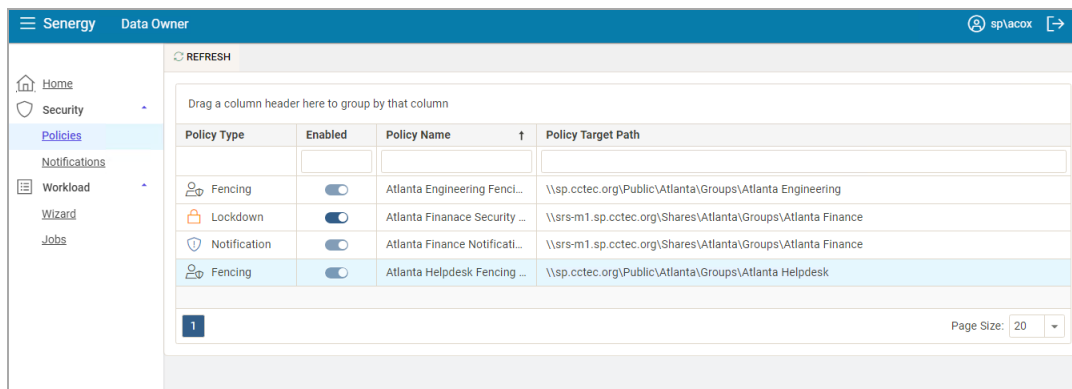 Senergy Data Owner sp\acox
REFRESH
Home
Security
Policies
Notifications
Workload
Wizard
Jobs
Drag a column header here to group by that column
Policy Type Enabled Policy Name ↑ Policy Target Path
Fencing Atlanta Engineering Fenci... \\sp.cctec.org\Public\Atlanta\Groups\Atlanta Engineering
Lockdown Atlanta Finanace Security ... \\srs-m1.sp.cctec.org\Shares\Atlanta\Groups\Atlanta Finance
Notification Atlanta Finance Notificati... \\srs-m1.sp.cctec.org\Shares\Atlanta\Groups\Atlanta Finance
Fencing Atlanta Helpdesk Fencing ... \\sp.cctec.org\Public\Atlanta\Groups\Atlanta Helpdesk
1 Page Size: 20